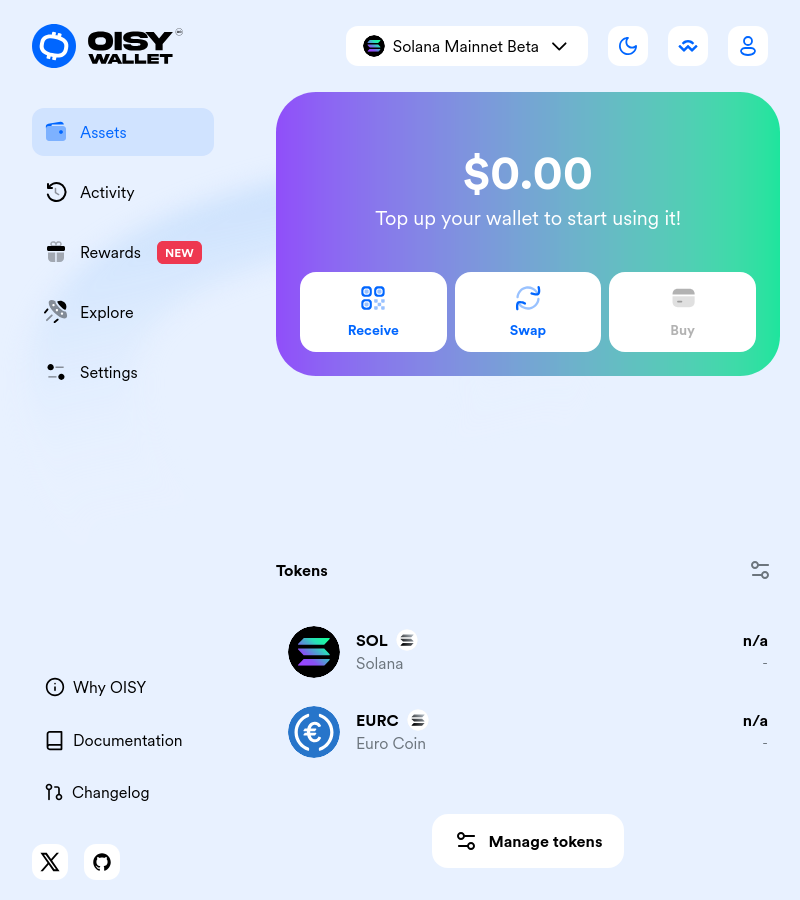 OISY
WALLET
Solana Mainnet Beta
Assets
Activity
Rewards NEW
Explore
Settings
$0.00
Top up your wallet to start using it!
Receive
Swap
Buy
Tokens
SOL
n/a
Solana
-
EURC
n/a
Euro Coin
-
Manage tokens
Why OISY
Documentation
Changelog